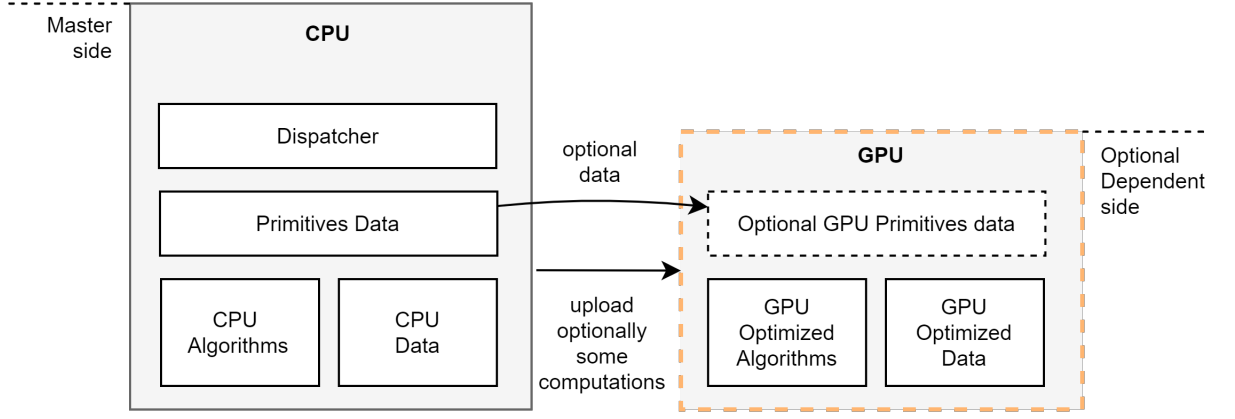 Master
side
CPU
Dispatcher
Primitives Data
CPU
Algorithms
CPU
Data
optional
data
upload
optionally
some
computations
GPU
Optional GPU Primitives data
GPU
Optimized
Algorithms
GPU
Optimized
Data
Optional
Dependent
side